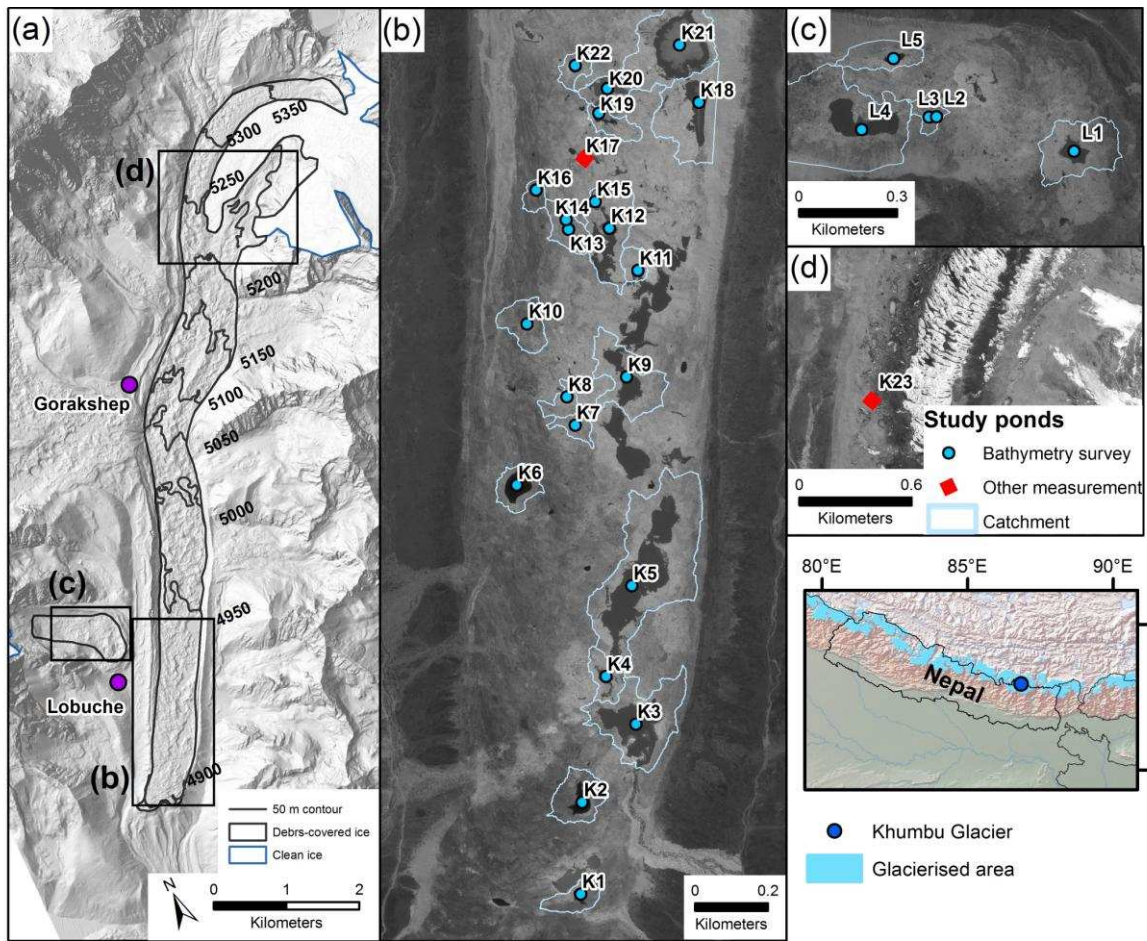 (a)
5350
5300
(d)
5250
5200
5150
Gorakshep
5100
5050
5000
(c)
4950
Lobuche
(b)
4900
50 m contour
Debrs-covered ice
Clean ice
N
0 1 2
Kilometers
(b)
K21
K22
K20
K18
K19
K17
K16
K15
K14
K12
K13
K11
K10
K9
K8
K7
K6
K5
K4
K3
K2
K1
0 0.2
Kilometers
(c)
L5
L3 L2
L4
L1
0 0.3
Kilometers
(d)
K23
Study ponds
Bathymetry survey
Other measurement
Catchment
0 0.6
Kilometers
80°E 85°E 90°E
Nepal
Khumbu Glacier
Glacierised area